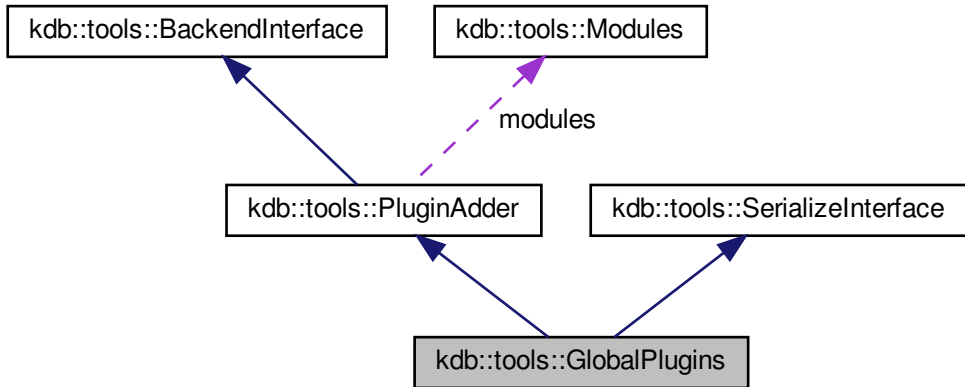 kdb::tools::BackendInterface
kdb::tools::Modules
modules
kdb::tools::PluginAdder
kdb::tools::SerializeInterface
kdb::tools::GlobalPlugins